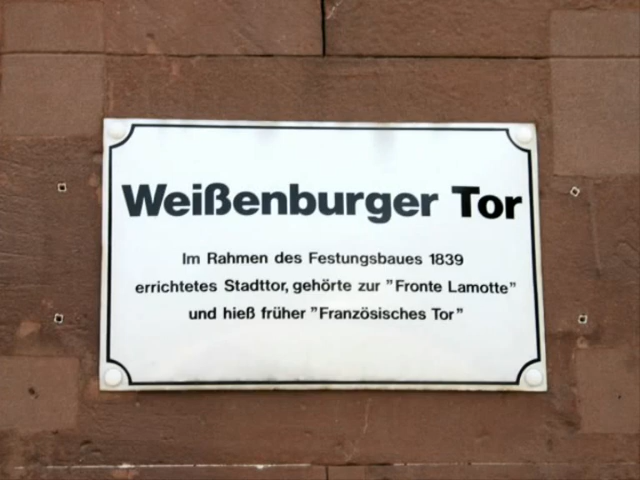 Weißenburger Tor
Im Rahmen des Festungsbaues 1839
errichtetes Stadttor, gehörte zur "Fronte Lamotte"
und hieß früher "Französisches Tor"